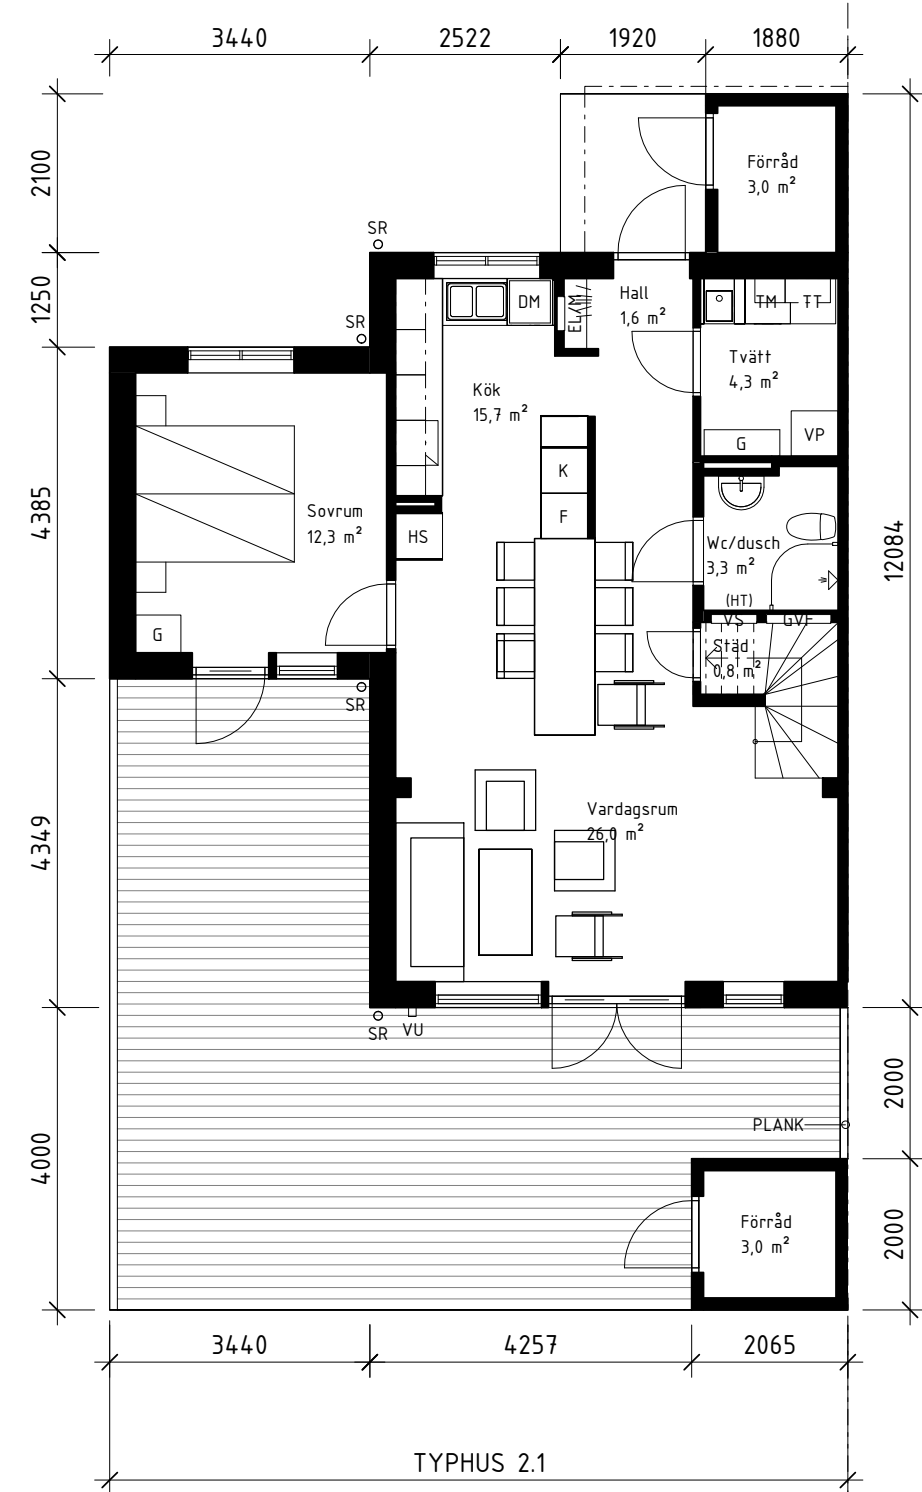 3440
2522
1920
1880
2100
1250
4385
4349
4000
12084
2000
2000
Förråd
3,0 m²
SR
SR
DM
EL/M
Hall
1,6 m²
TM
TT
Tvätt
4,3 m²
Kök
15,7 m²
G
VP
K
F
HS
Sovrum
12,3 m²
G
Wc/dusch
3,3 m²
(HT)
VS
GVF
Städ
0,8 m²
SR
Vardagsrum
26,0 m²
SR
VU
PLANK
Förråd
3,0 m²
3440
4257
2065
TYPHUS 2.1